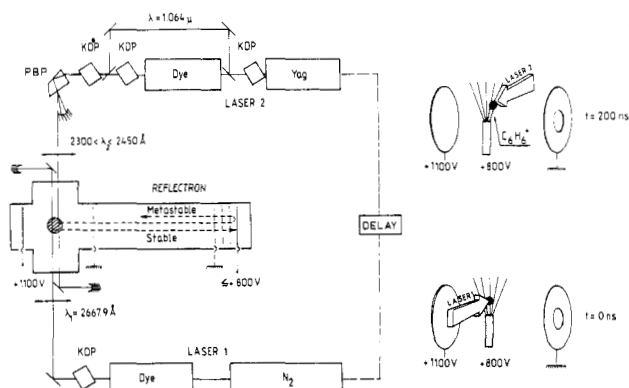 λ = 1.064 μ
KDP KDP KDP
PBP
Dye
Yag
LASER 2
2300 < λ₂ < 2450 Å
REFLECTRON
Metastable
Stable
+1100V
≤ + 800 V
λ₁ = 2667.9 Å
DELAY
KDP
LASER 1
Dye
N₂
LASER 2
C₆H₆⁺
t = 200 ns
+1100V
+800V
LASER 1
t = 0 ns
+1100V
+800V